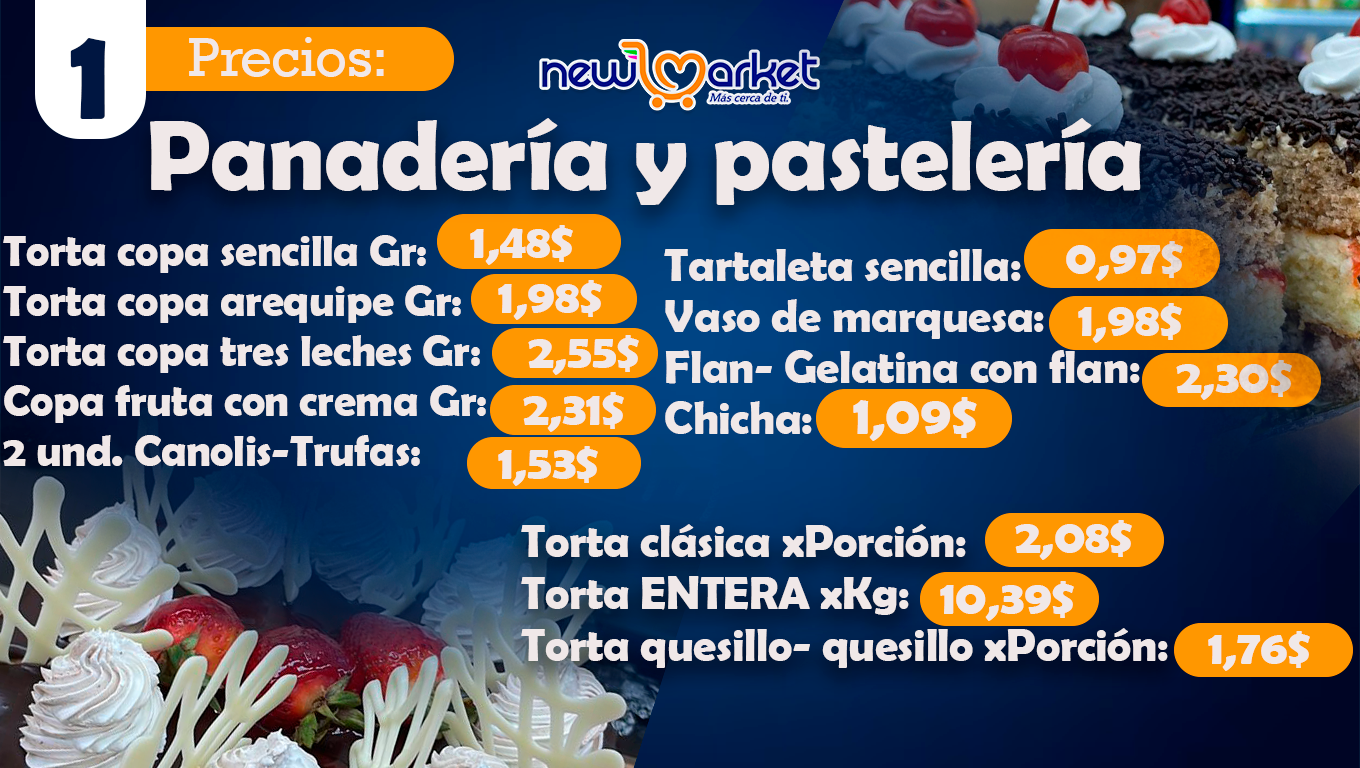 1
Precios:
new market
Más cerca de ti.
Panadería y pastelería
Torta copa sencilla Gr: 1,48$
Torta copa arequipe Gr: 1,98$
Torta copa tres leches Gr: 2,55$
Copa fruta con crema Gr: 2,31$
2 und. Canolis-Trufas: 1,53$
Tartaleta sencilla: 0,97$
Vaso de marquesa: 1,98$
Flan- Gelatina con flan: 2,30$
Chicha: 1,09$
Torta clásica xPorción: 2,08$
Torta ENTERA xKg: 10,39$
Torta quesillo- quesillo xPorción: 1,76$